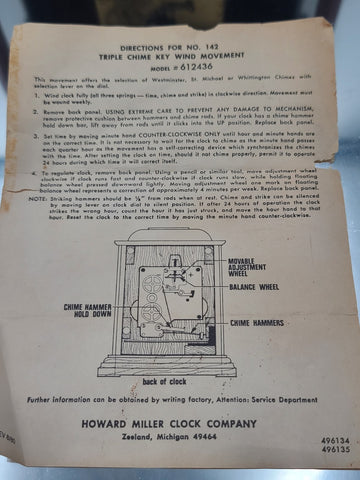 DIRECTIONS FOR NO. 142
TRIPLE CHIME KEY WIND MOVEMENT
MODEL # 612436
This movement offers the selection of Westminster, St. Michael or Whittington Chimes with
selection lever on the dial.
1. Wind clock fully (all three springs — time, chime and strike) in clockwise direction. Movement must
be wound weekly.
2. Remove back panel. USING EXTREME CARE TO PREVENT ANY DAMAGE TO MECHANISM,
remove protective cushion between hammers and chime rods. If your clock has a chime hammer
hold down bar, lift away from rods until it clicks into the UP position. Replace back panel.
3. Set time by moving minute hand COUNTER-CLOCKWISE ONLY until hour and minute hands are
on the correct time. It is not necessary to wait for the clock to chime as the minute hand passes
each quarter hour as the movement has a self-correcting device which synchronizes the chimes
with the time. After setting the clock on time, should it not chime properly, permit it to operate
24 hours during which time it will correct itself.
4. To regulate clock, remove back panel. Using a pencil or similar tool, move adjustment wheel
clockwise if clock runs fast and counter-clockwise if clock runs slow, while holding floating
balance wheel pressed downward lightly. Moving adjustment wheel one mark on floating
balance wheel represents a correction of approximately 4 minutes per week. Replace back panel.
NOTE: Striking hammers should be ⅛" from rods when at rest. Chime and strike can be silenced
by moving lever on clock dial to silent position. If after 24 hours of operation the clock
strikes the wrong hour, count the hour it has just struck, and move the hour hand to that
hour. Reset the clock to the correct time by moving the minute hand counter-clockwise.
MOVABLE
ADJUSTMENT
WHEEL
BALANCE WHEEL
CHIME HAMMER
HOLD DOWN
CHIME HAMMERS
back of clock
Further information can be obtained by writing factory, Attention: Service Department
HOWARD MILLER CLOCK COMPANY
Zeeland, Michigan 49464
496134
496135